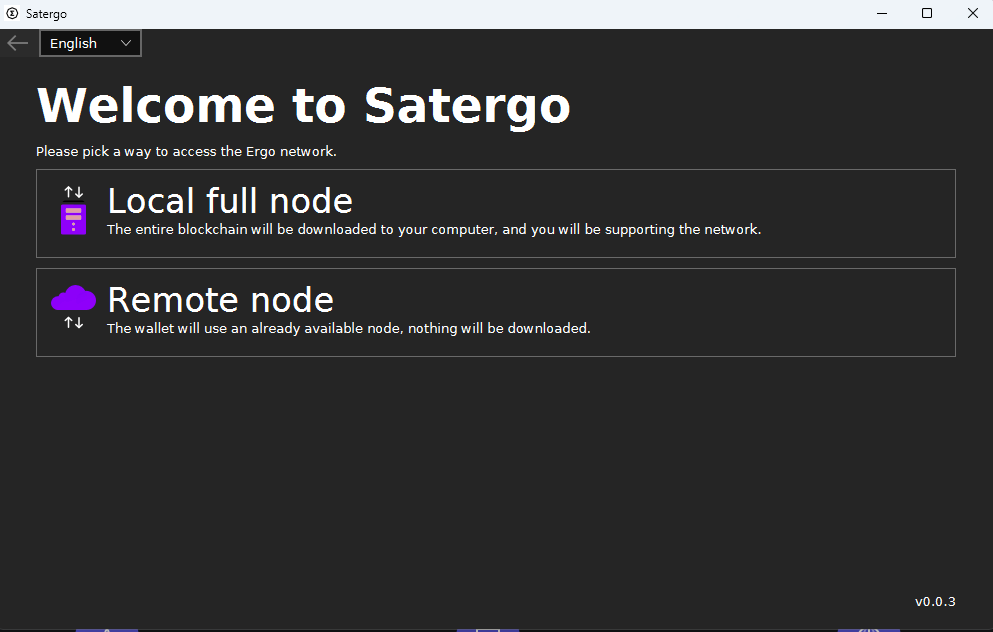 Satergo
English
Welcome to Satergo
Please pick a way to access the Ergo network.
Local full node
The entire blockchain will be downloaded to your computer, and you will be supporting the network.
Remote node
The wallet will use an already available node, nothing will be downloaded.
v0.0.3